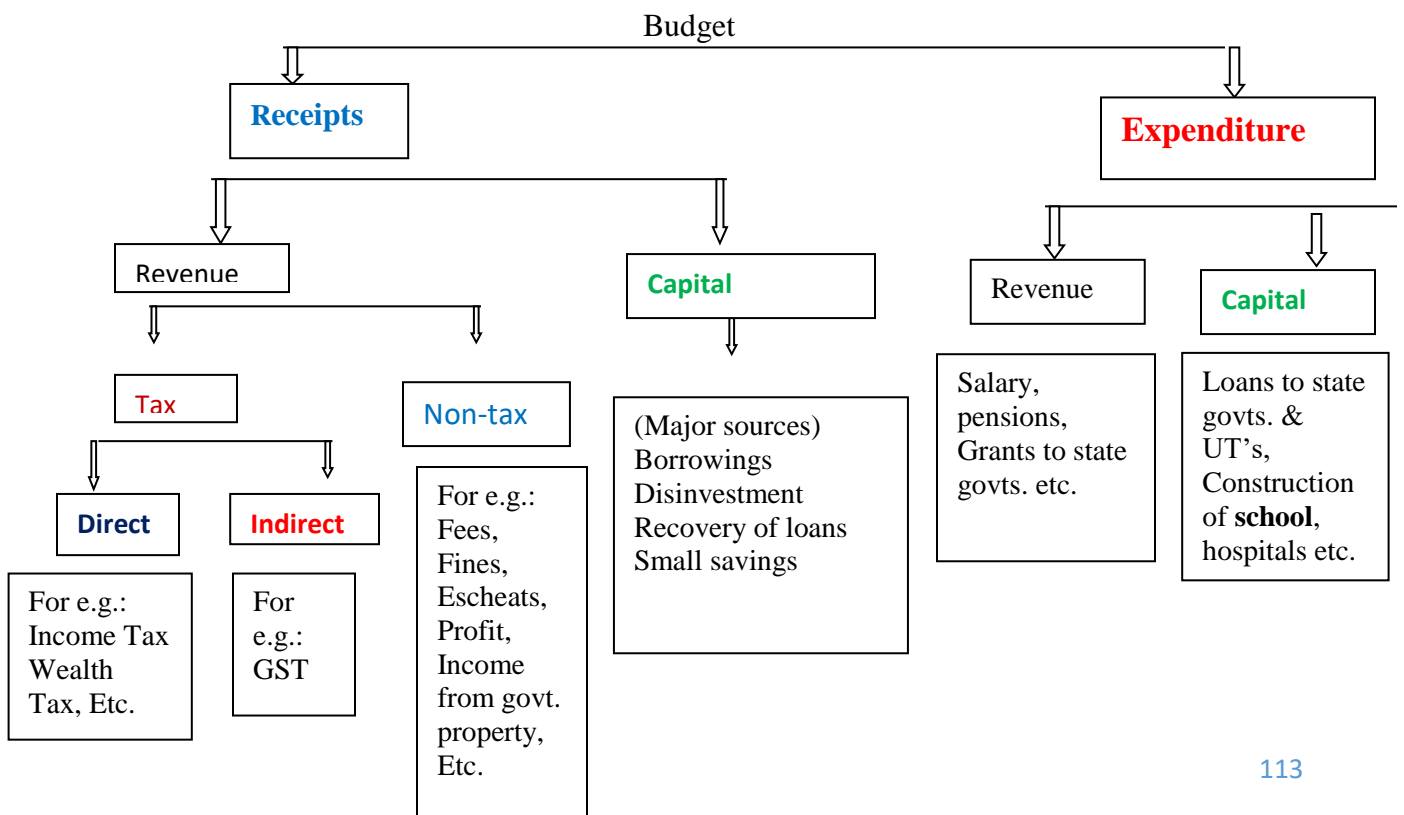 Budget
Receipts
Expenditure
Revenue
Capital
Revenue
Capital
Tax
Non-tax
Direct
Indirect
For e.g.:
Income Tax
Wealth
Tax, Etc.
For
e.g.:
GST
For e.g.:
Fees,
Fines,
Escheats,
Profit,
Income
from govt.
property,
Etc.
(Major sources)
Borrowings
Disinvestment
Recovery of loans
Small savings
Salary,
pensions,
Grants to state
govts. etc.
Loans to state
govts. &
UT’s,
Construction
of school,
hospitals etc.
113